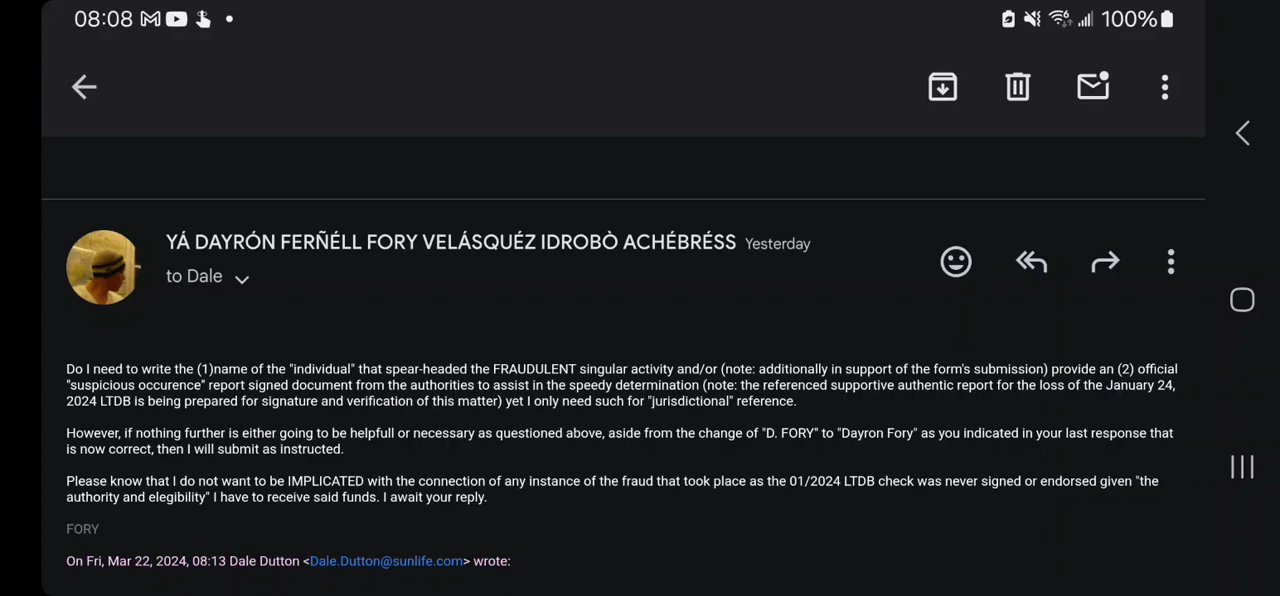 08:08
100%
YÁ DAYRÓN FERÑÉLL FORY VELÁSQUÉZ IDROBÒ ACHÉBRÉSS Yesterday
to Dale
Do I need to write the (1)name of the "individual" that spear-headed the FRAUDULENT singular activity and/or (note: additionally in support of the form's submission) provide an (2) official
"suspicious occurence" report signed document from the authorities to assist in the speedy determination (note: the referenced supportive authentic report for the loss of the January 24,
2024 LTDB is being prepared for signature and verification of this matter) yet I only need such for "jurisdictional" reference.
However, if nothing further is either going to be helpfull or necessary as questioned above, aside from the change of "D. FORY" to "Dayron Fory" as you indicated in your last response that
is now correct, then I will submit as instructed.
Please know that I do not want to be IMPLICATED with the connection of any instance of the fraud that took place as the 01/2024 LTDB check was never signed or endorsed given "the
authority and elegibility" I have to receive said funds. I await your reply.
FORY
On Fri, Mar 22, 2024, 08:13 Dale Dutton <Dale.Dutton@sunlife.com> wrote: